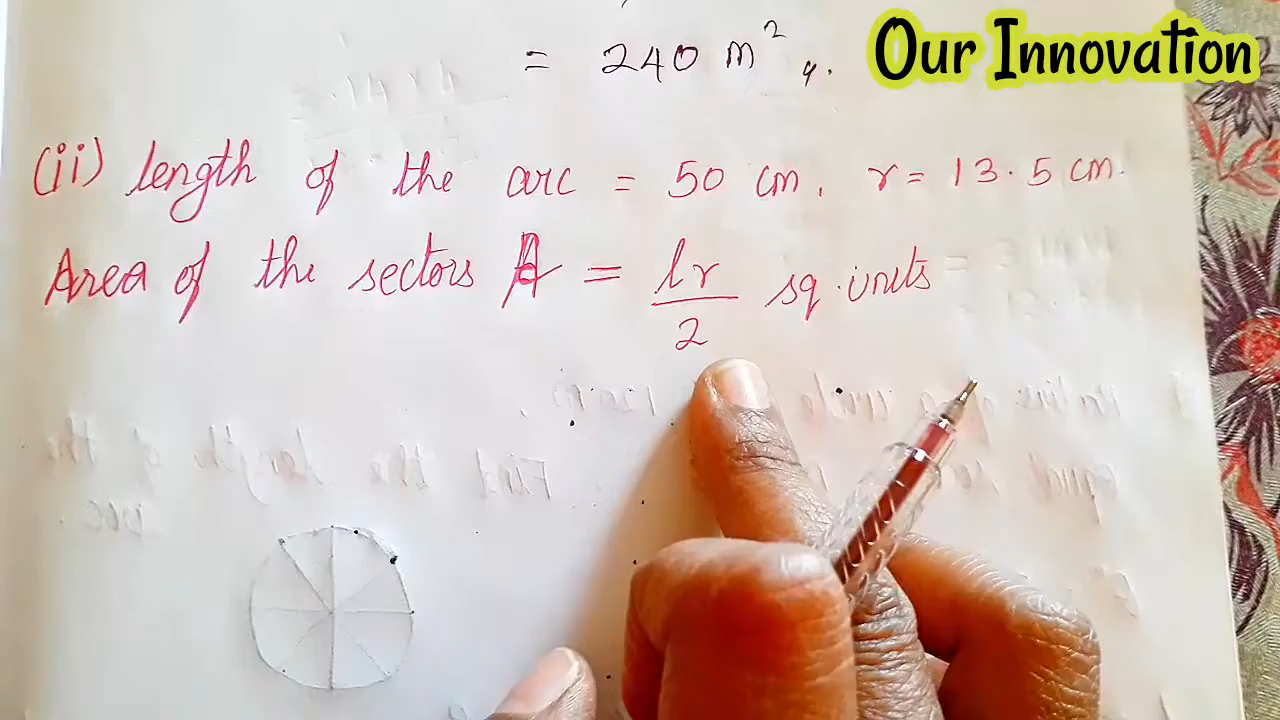 Our Innovation
= 240 m².
(ii) length of the arc = 50 cm. r = 13.5 cm.
Area of the sectors A = lr/2 sq.units